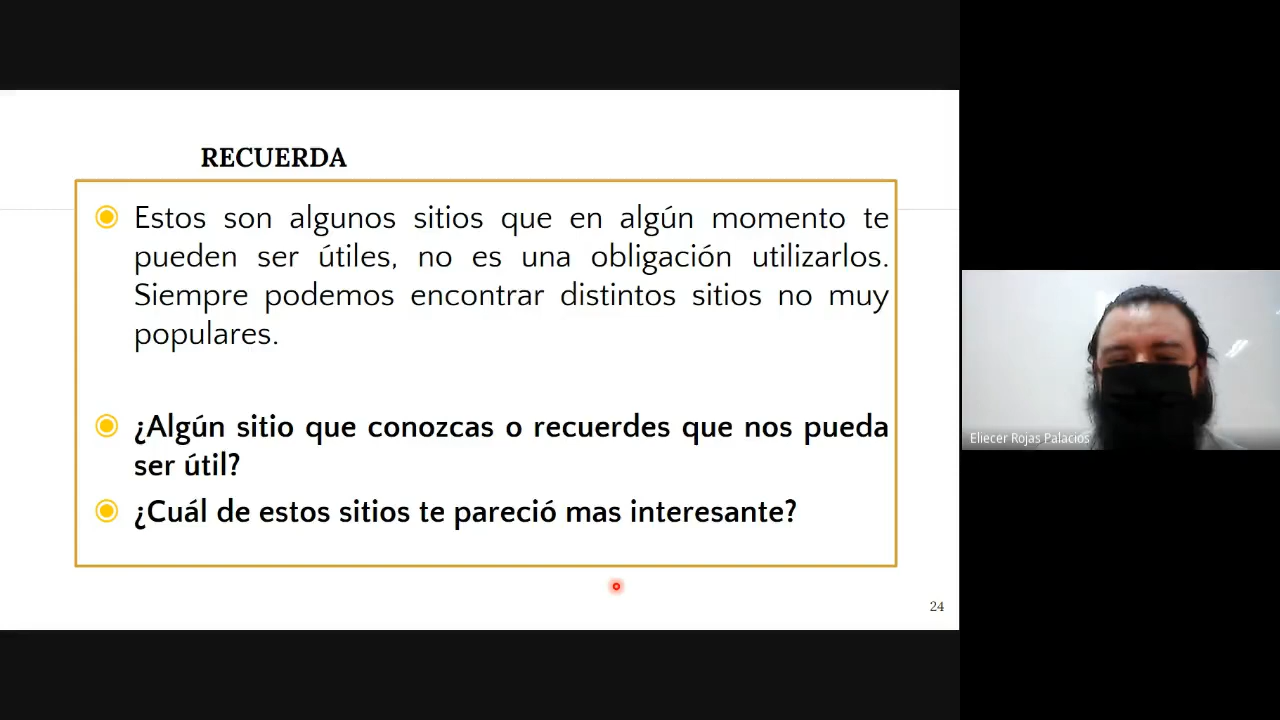 RECUERDA
Estos son algunos sitios que en algún momento te
pueden ser útiles, no es una obligación utilizarlos.
Siempre podemos encontrar distintos sitios no muy
populares.
¿Algún sitio que conozcas o recuerdes que nos pueda
ser útil?
¿Cuál de estos sitios te pareció mas interesante?
24
Eliecer Rojas Palacios